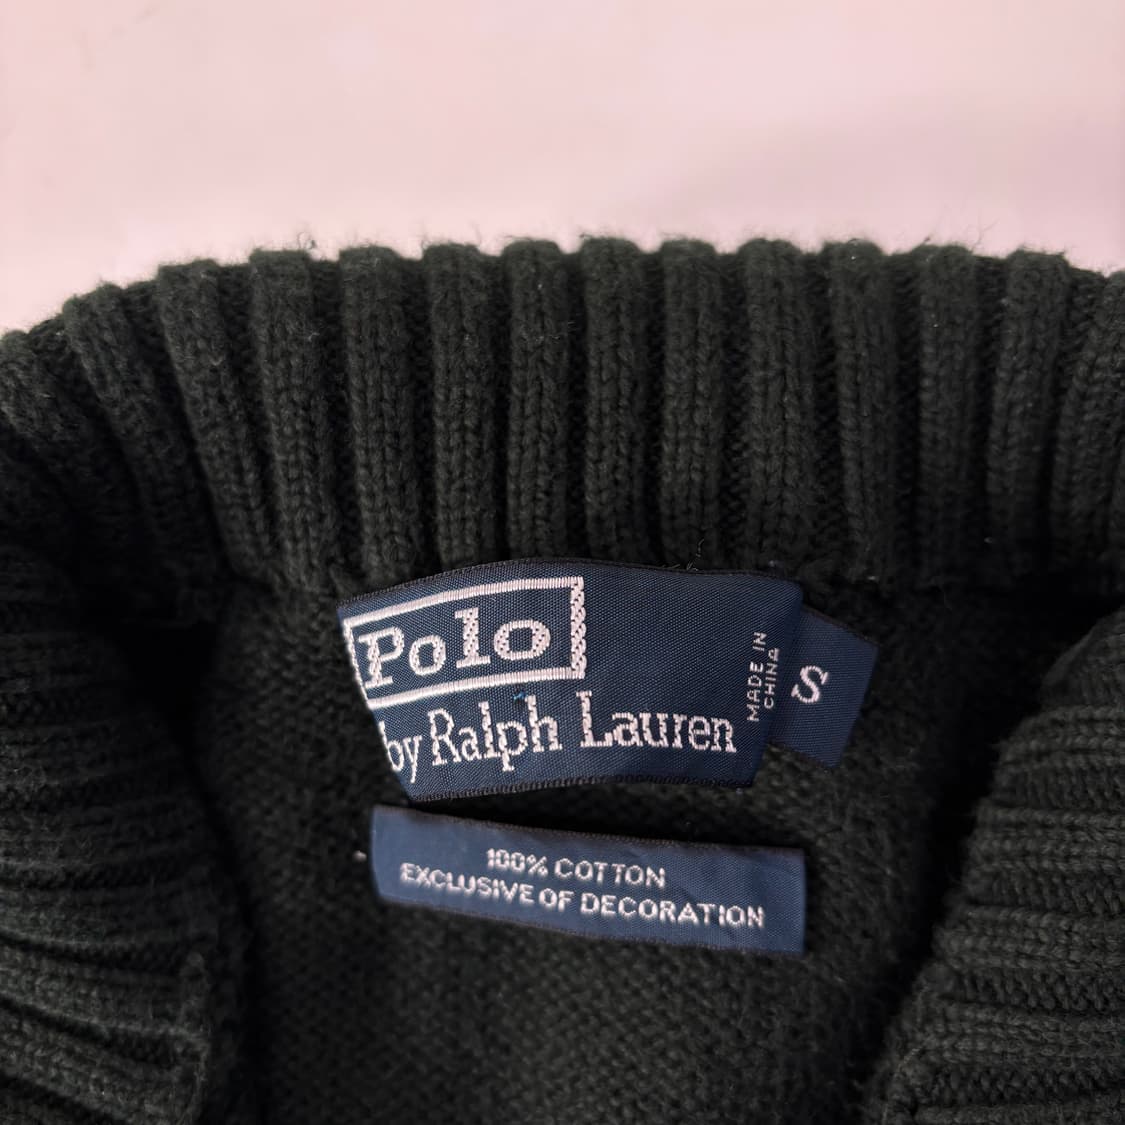 Polo
by Ralph Lauren
MADE IN
CHINA
S
100% COTTON
EXCLUSIVE OF DECORATION